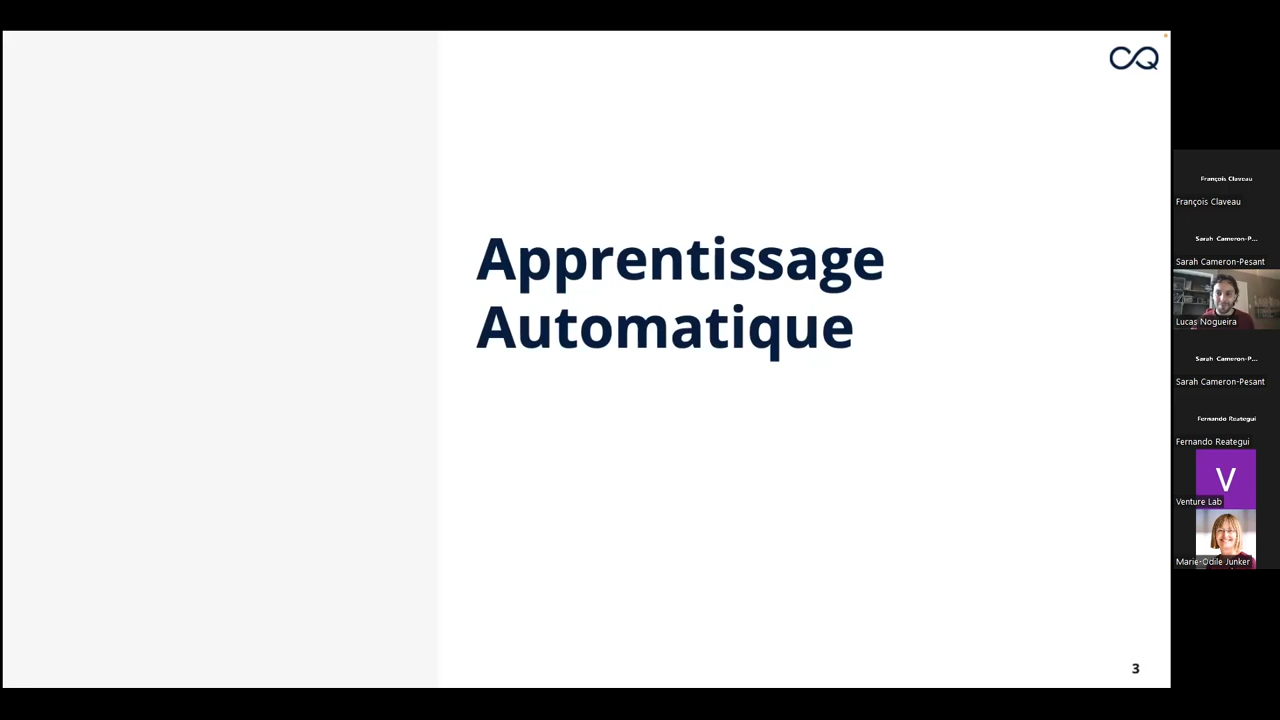 CQ
Apprentissage
Automatique
3
François Claveau
François Claveau
Sarah Cameron-P...
Sarah Cameron-Pesant
Lucas Nogueira
Sarah Cameron-P...
Sarah Cameron-Pesant
Fernando Reategui
Fernando Reategui
V
Venture Lab
Marie-Odile Junker